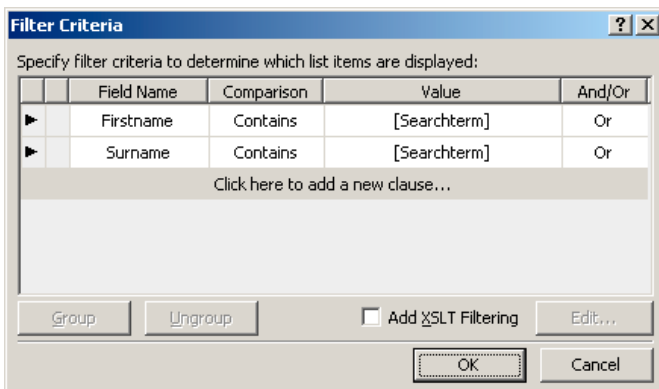 Filter Criteria
Specify filter criteria to determine which list items are displayed:
Field Name Comparison Value And/Or
Firstname Contains [Searchterm] Or
Surname Contains [Searchterm] Or
Click here to add a new clause...
Group Ungroup Add XSLT Filtering Edit...
OK Cancel